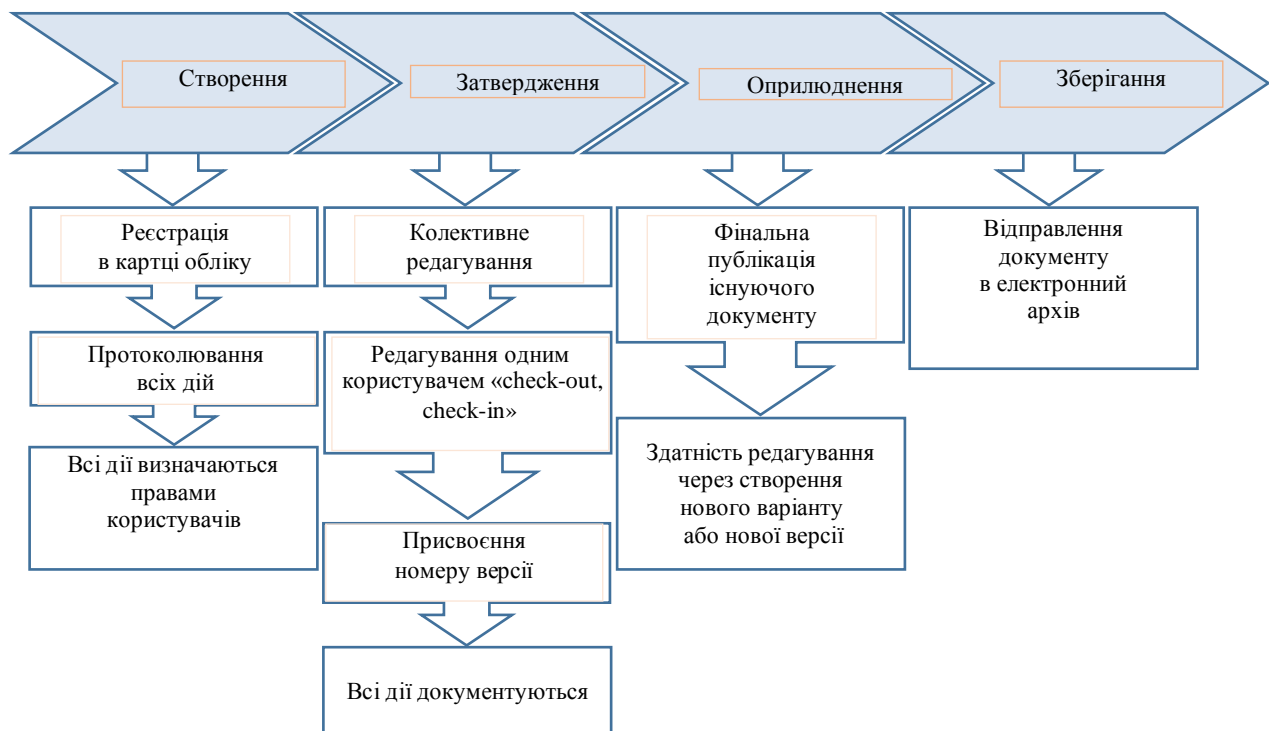 Створення
Затвердження
Оприлюднення
Зберігання
Реєстрація
в картці обліку
Протоколювання
всіх дій
Всі дії визначаються
правами
користувачів
Колективне
редагування
Редагування одним
користувачем «check-out,
check-in»
Присвоєння
номеру версії
Всі дії документуються
Фінальна
публікація
існуючого
документу
Здатність редагування
через створення
нового варіанту
або нової версії
Відправлення
документу
в електронний
архів